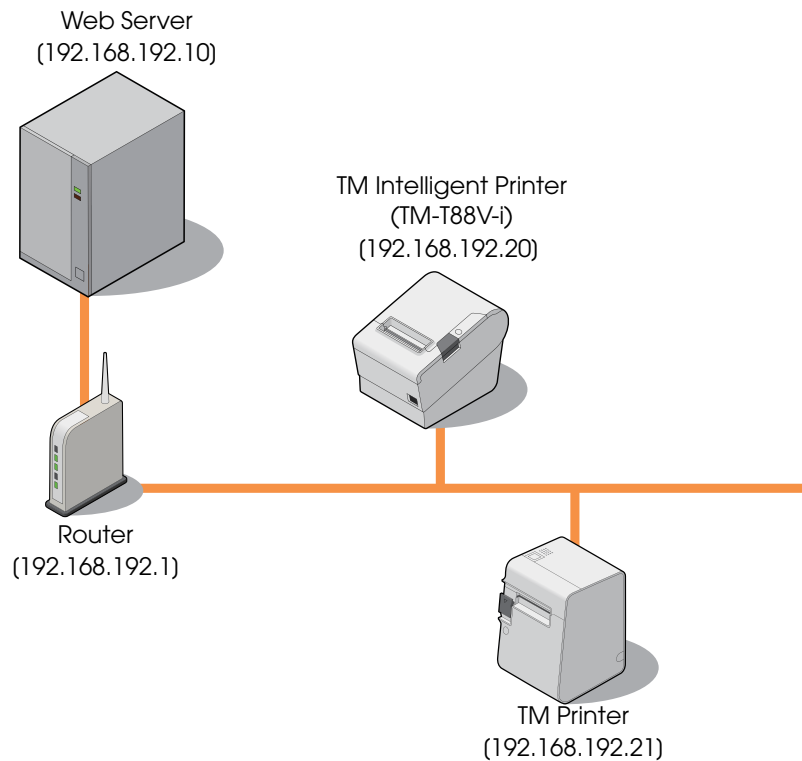 Web Server
(192.168.192.10)
TM Intelligent Printer
(TM-T88V-i)
(192.168.192.20)
Router
(192.168.192.1)
TM Printer
(192.168.192.21)